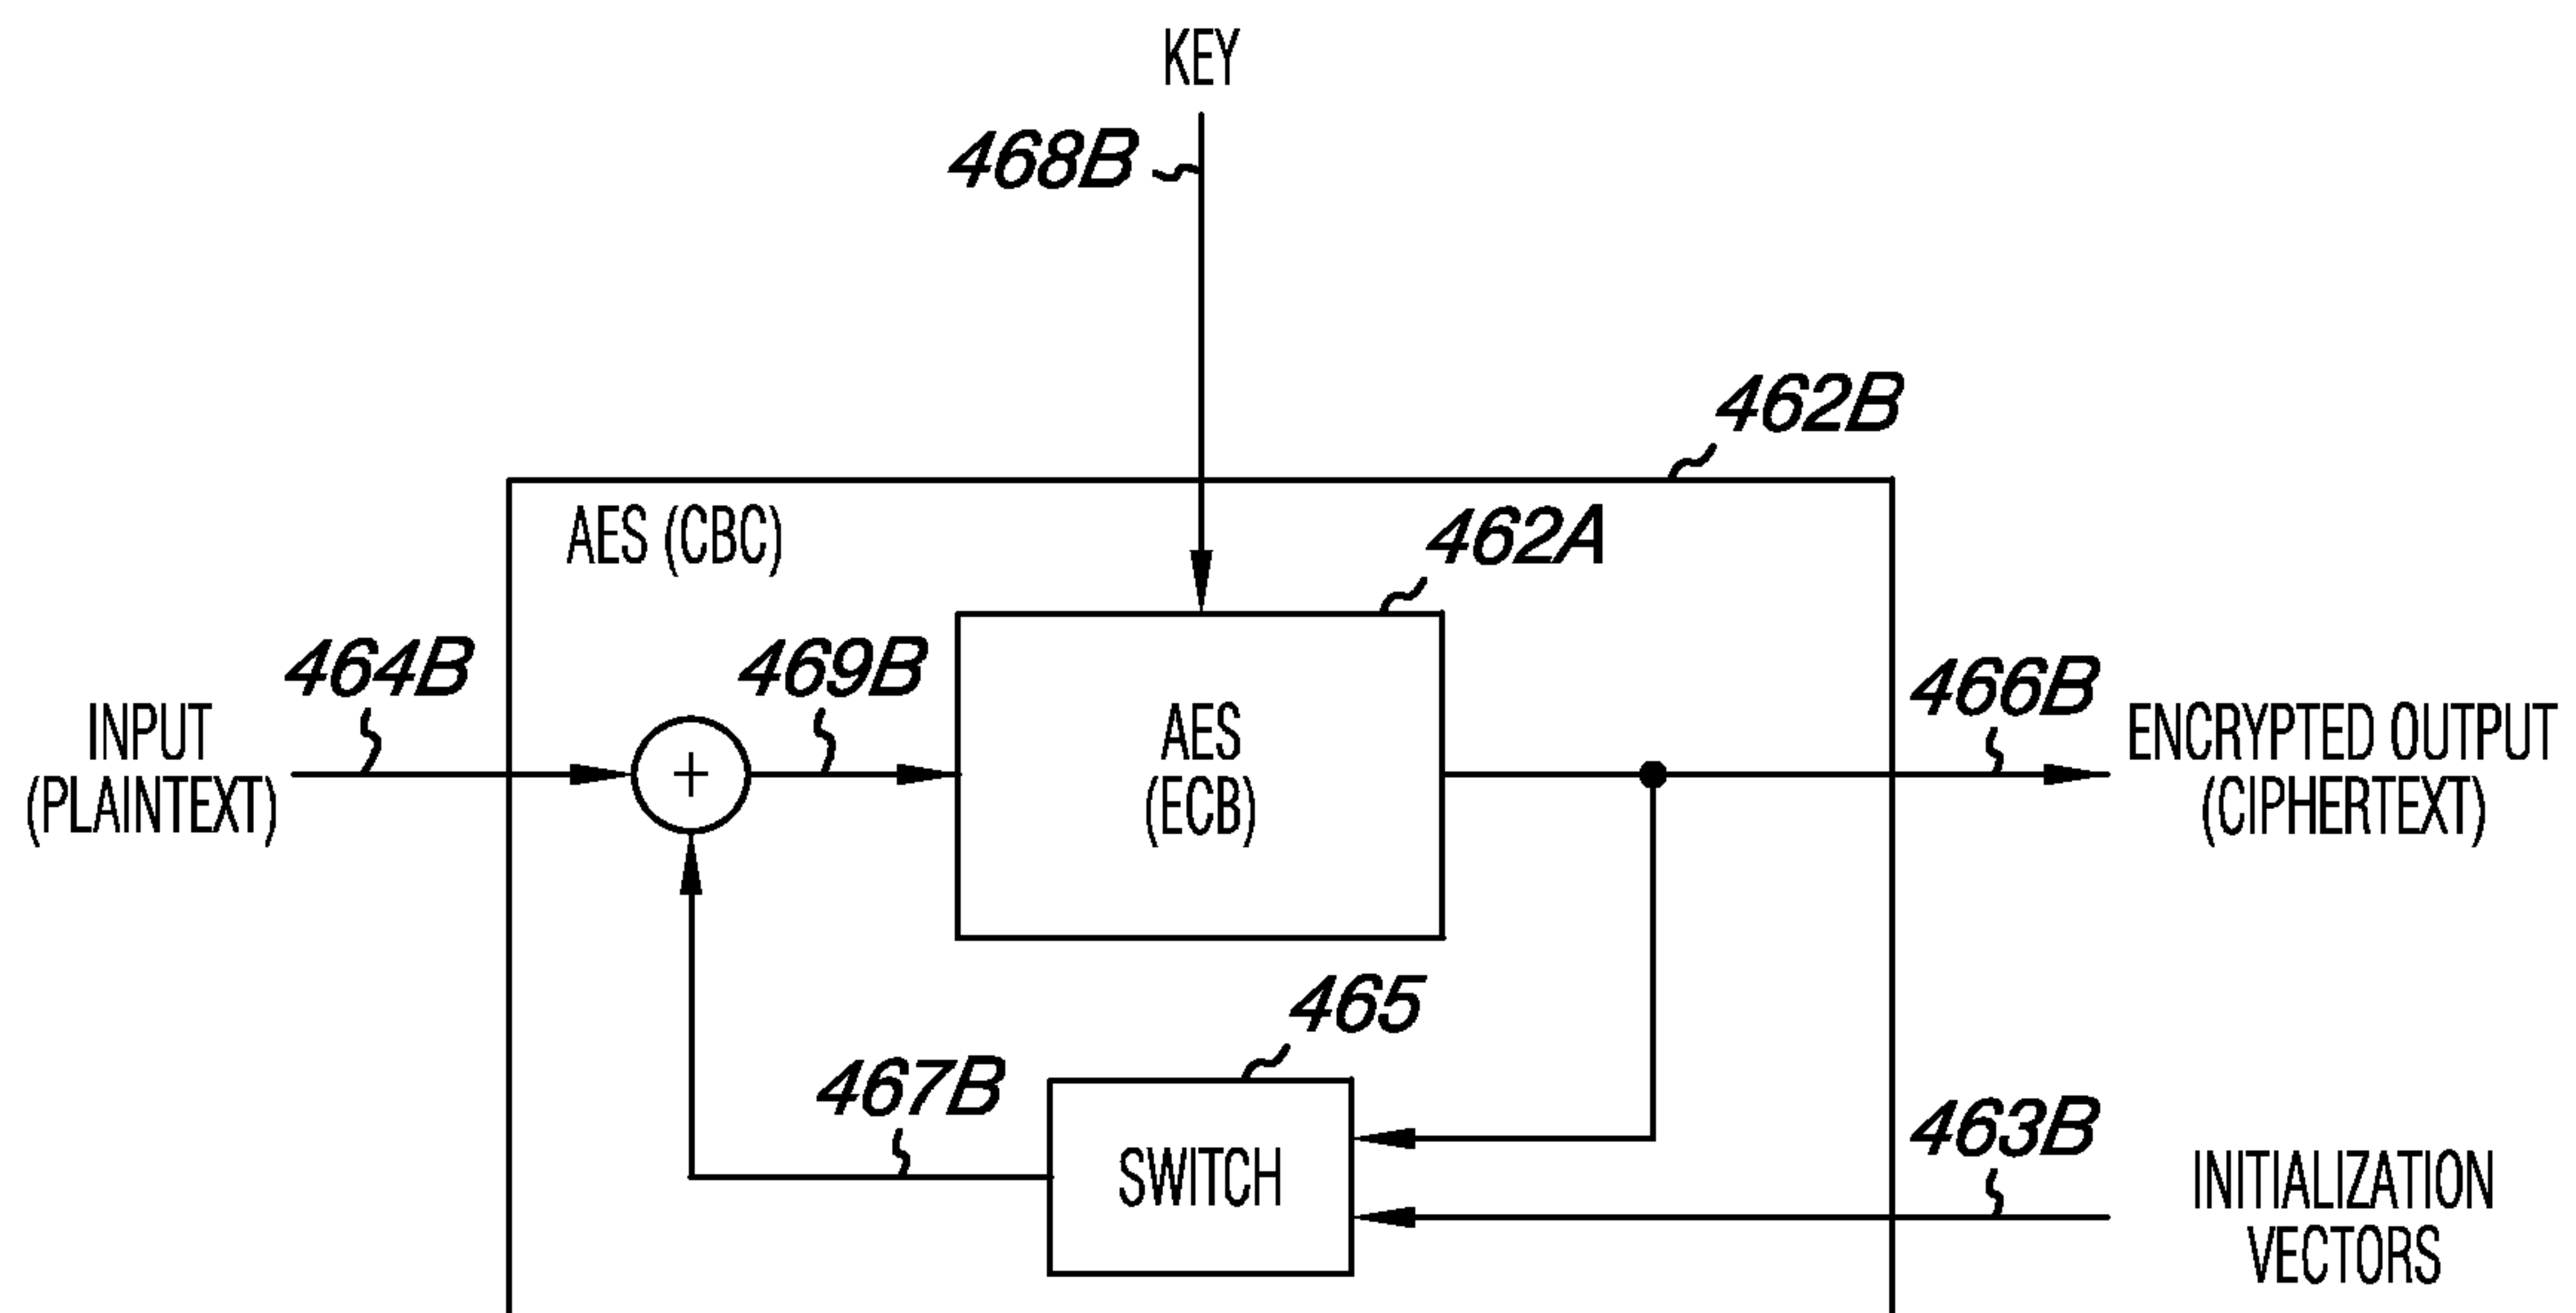 KEY
468B
462B
AES (CBC)
462A
464B
469B
466B
INPUT
(PLAINTEXT)
+
AES
(ECB)
ENCRYPTED OUTPUT
(CIPHERTEXT)
465
467B
463B
SWITCH
INITIALIZATION
VECTORS